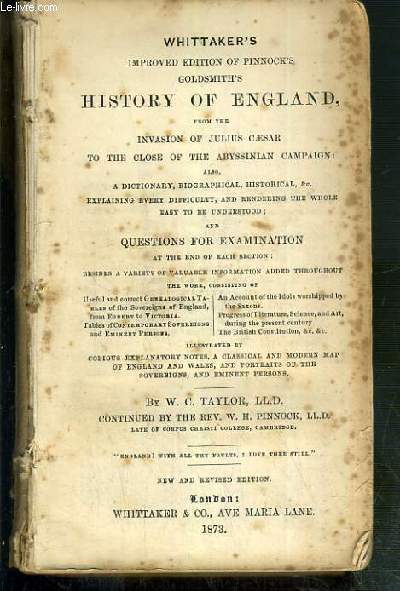 Le-livre.com
WHITTAKER'S
IMPROVED EDITION OF PINNOCK'S
GOLDSMITH'S
HISTORY OF ENGLAND,
FROM THE
INVASION OF JULIUS CÆSAR
TO THE CLOSE OF THE ABYSSINIAN CAMPAIGN:
ALSO,
A DICTIONARY, BIOGRAPHICAL, HISTORICAL, &c.
EXPLAINING EVERY DIFFICULTY, AND RENDERING THE WHOLE
EASY TO BE UNDERSTOOD;
AND
QUESTIONS FOR EXAMINATION
AT THE END OF EACH SECTION;
BESIDES A VARIETY OF VALUABLE INFORMATION ADDED THROUGHOUT
THE WORK, CONSISTING OF
Useful and correct GENEALOGICAL TA-
BLES of the Sovereigns of England,
from EGBERT to VICTORIA.
Tables of COTEMPORARY SOVEREIGNS
and EMINENT PERSONS.
An Account of the Idols worshipped by
the SAXONS.
Progress of Literature, Science, and Art,
during the present century.
The British Constitution, &c. &c.
ILLUSTRATED BY
COPIOUS EXPLANATORY NOTES, A CLASSICAL AND MODERN MAP
OF ENGLAND AND WALES, AND PORTRAITS OF THE
SOVEREIGNS, AND EMINENT PERSONS.
BY W. C. TAYLOR, LL.D.
CONTINUED BY THE REV. W. H. PINNOCK, LL.D.
LATE OF CORPUS CHRISTI COLLEGE, CAMBRIDGE.
"ENGLAND! WITH ALL THY FAULTS, I LOVE THEE STILL."
NEW AND REVISED EDITION.
London:
WHITTAKER & CO., AVE MARIA LANE.
1873.